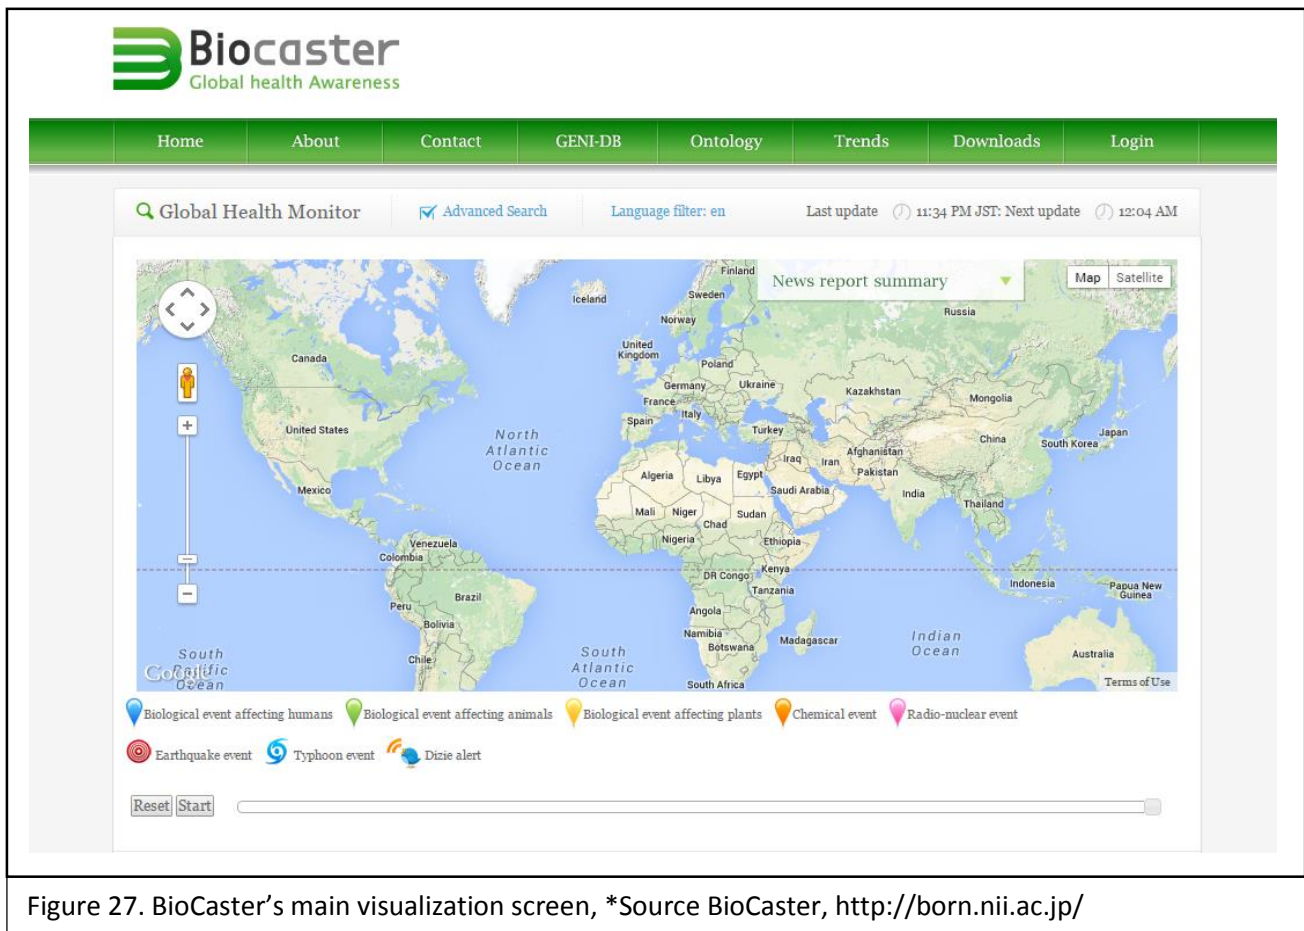 Biocaster
Global health Awareness
Home About Contact GENI-DB Ontology Trends Downloads Login
Global Health Monitor Advanced Search Language filter: en Last update 11:34 PM JST: Next update 12:04 AM
News report summary
Map Satellite
Finland
Iceland
Sweden
Russia
Norway
Canada
United
Kingdom
Poland
Germany
Ukraine
Kazakhstan
Mongolia
France
Italy
Spain
United States
North
Atlantic
Ocean
Turkey
China
Japan
South Korea
Iraq
Iran
Afghanistan
Pakistan
Algeria
Libya
Egypt
Saudi Arabia
India
Mexico
Mali
Niger
Chad
Sudan
Thailand
Nigeria
Ethiopia
Venezuela
Colombia
DR Congo
Kenya
Tanzania
Indonesia
Papua New
Guinea
Peru
Brazil
Angola
Bolivia
Namibia
Botswana
Madagascar
Indian
Ocean
South
Pacific
Ocean
Google
Chile
South
Atlantic
Ocean
South Africa
Australia
Terms of Use
Biological event affecting humans Biological event affecting animals Biological event affecting plants Chemical event Radio-nuclear event
Earthquake event Typhoon event Dizie alert
Reset Start
Figure 27. BioCaster’s main visualization screen, *Source BioCaster, http://born.nii.ac.jp/